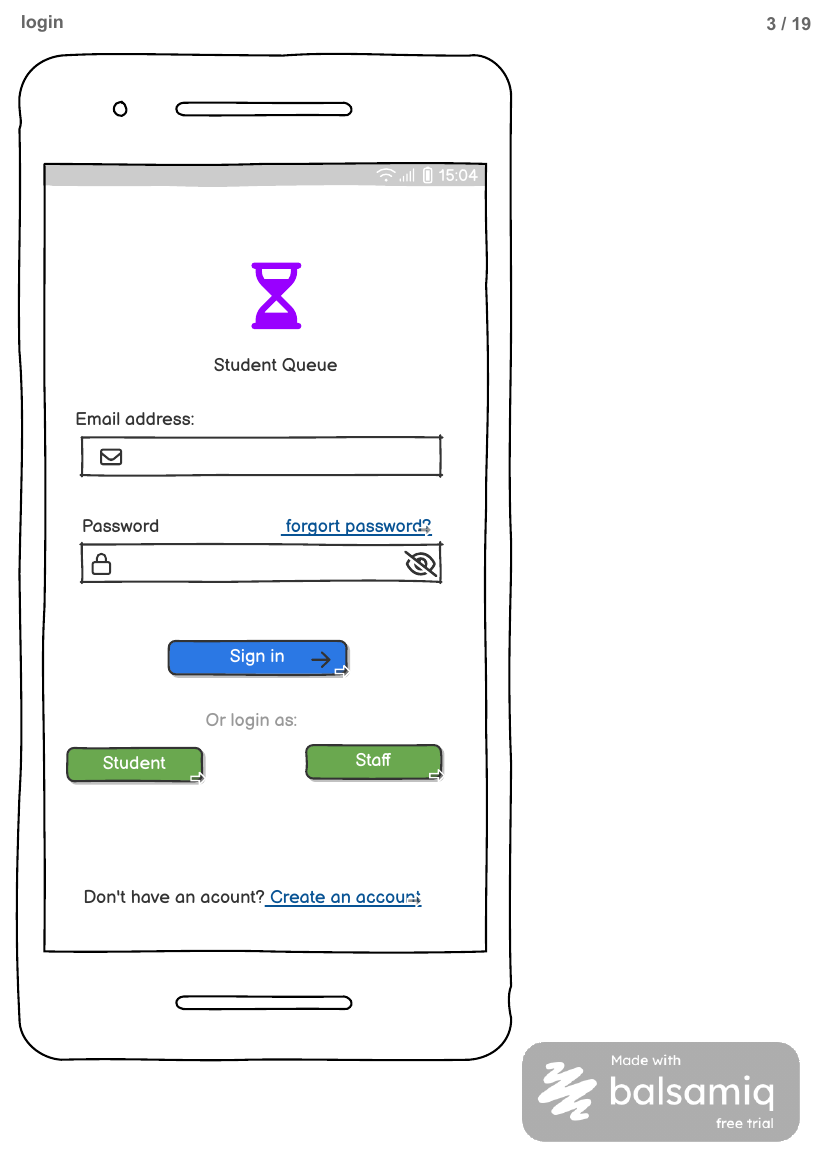 login
3 / 19
15:04
Student Queue
Email address:
Password
forgort password?
Sign in
Or login as:
Student
Staff
Don't have an acount? Create an account
Made with
balsamiq
free trial